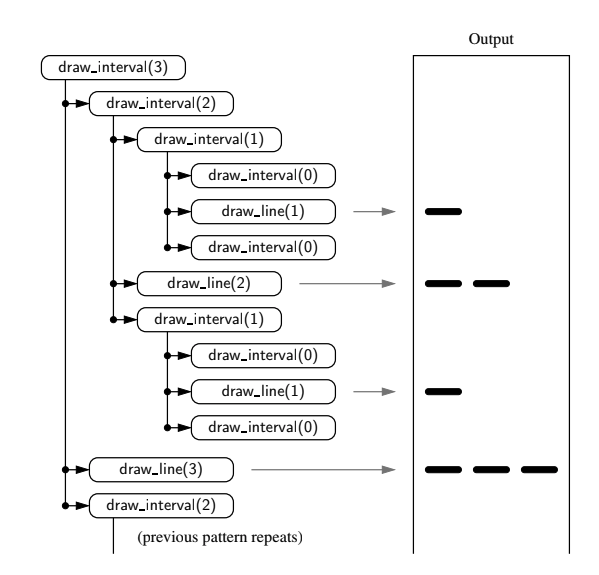 Output
draw_interval(3)
draw_interval(2)
draw_interval(1)
draw_interval(0)
draw_line(1)
draw_interval(0)
draw_line(2)
draw_interval(1)
draw_interval(0)
draw_line(1)
draw_interval(0)
draw_line(3)
draw_interval(2)
(previous pattern repeats)